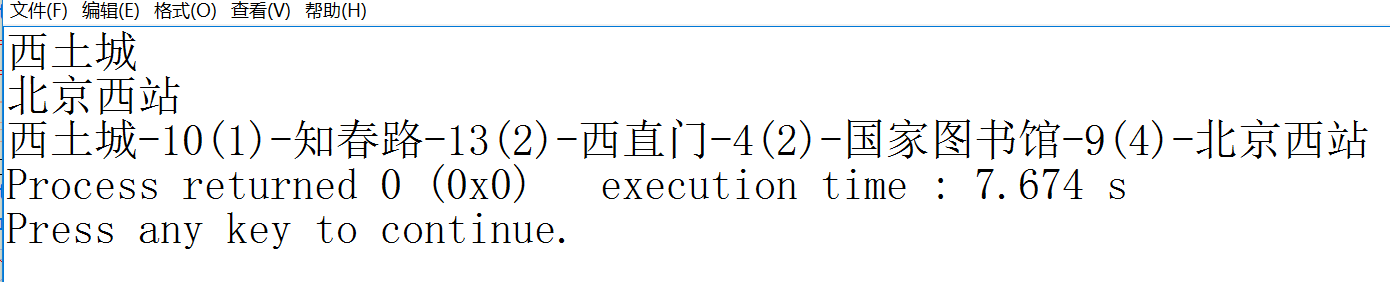 文件(F) 编辑(E) 格式(O) 查看(V) 帮助(H)
西土城
北京西站
西土城-10(1)-知春路-13(2)-西直门-4(2)-国家图书馆-9(4)-北京西站
Process returned 0 (0x0)   execution time : 7.674 s
Press any key to continue.